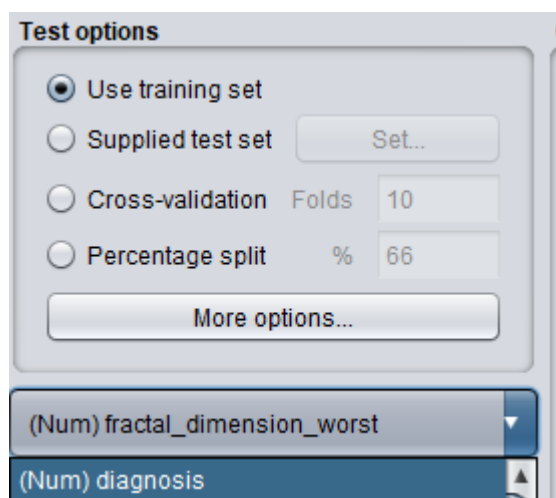 Test options
Use training set
Supplied test set Set...
Cross-validation Folds 10
Percentage split % 66
More options...
(Num) fractal_dimension_worst
(Num) diagnosis